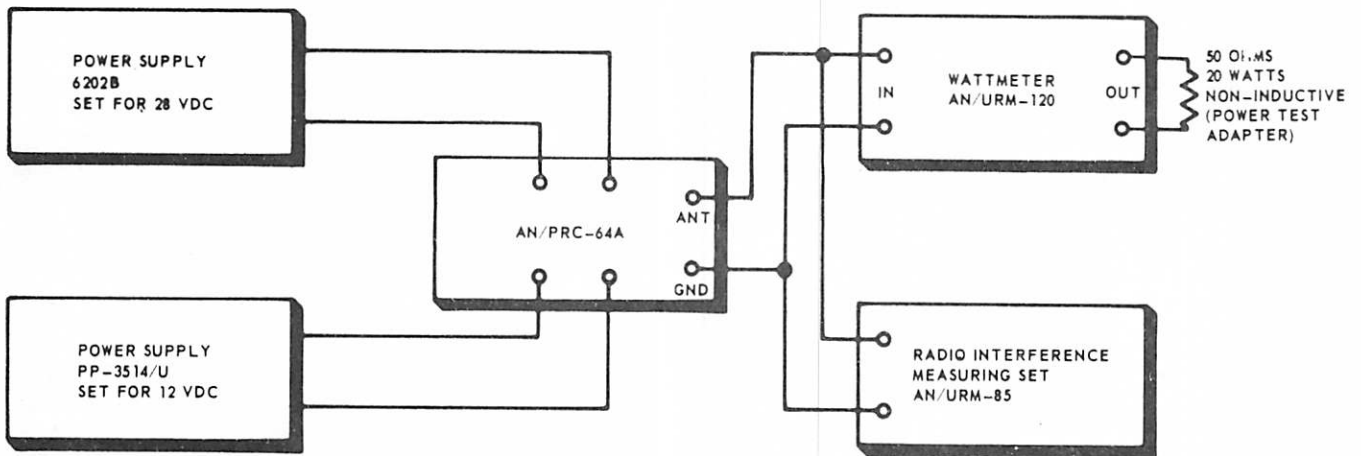 POWER SUPPLY
6202B
SET FOR 28 VDC
POWER SUPPLY
PP-3514/U
SET FOR 12 VDC
AN/PRC-64A
ANT
GND
IN
WATTMETER
AN/URM-120
OUT
50 OHMS
20 WATTS
NON-INDUCTIVE
(POWER TEST
ADAPTER)
RADIO INTERFERENCE
MEASURING SET
AN/URM-85